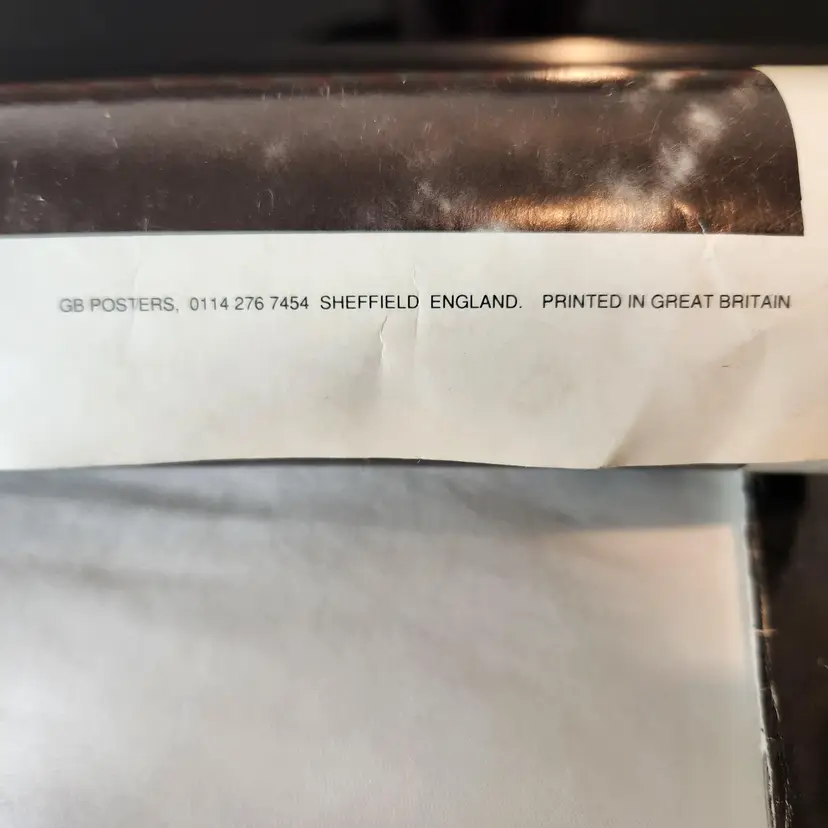 GB POSTERS, 0114 276 7454 SHEFFIELD ENGLAND. PRINTED IN GREAT BRITAIN